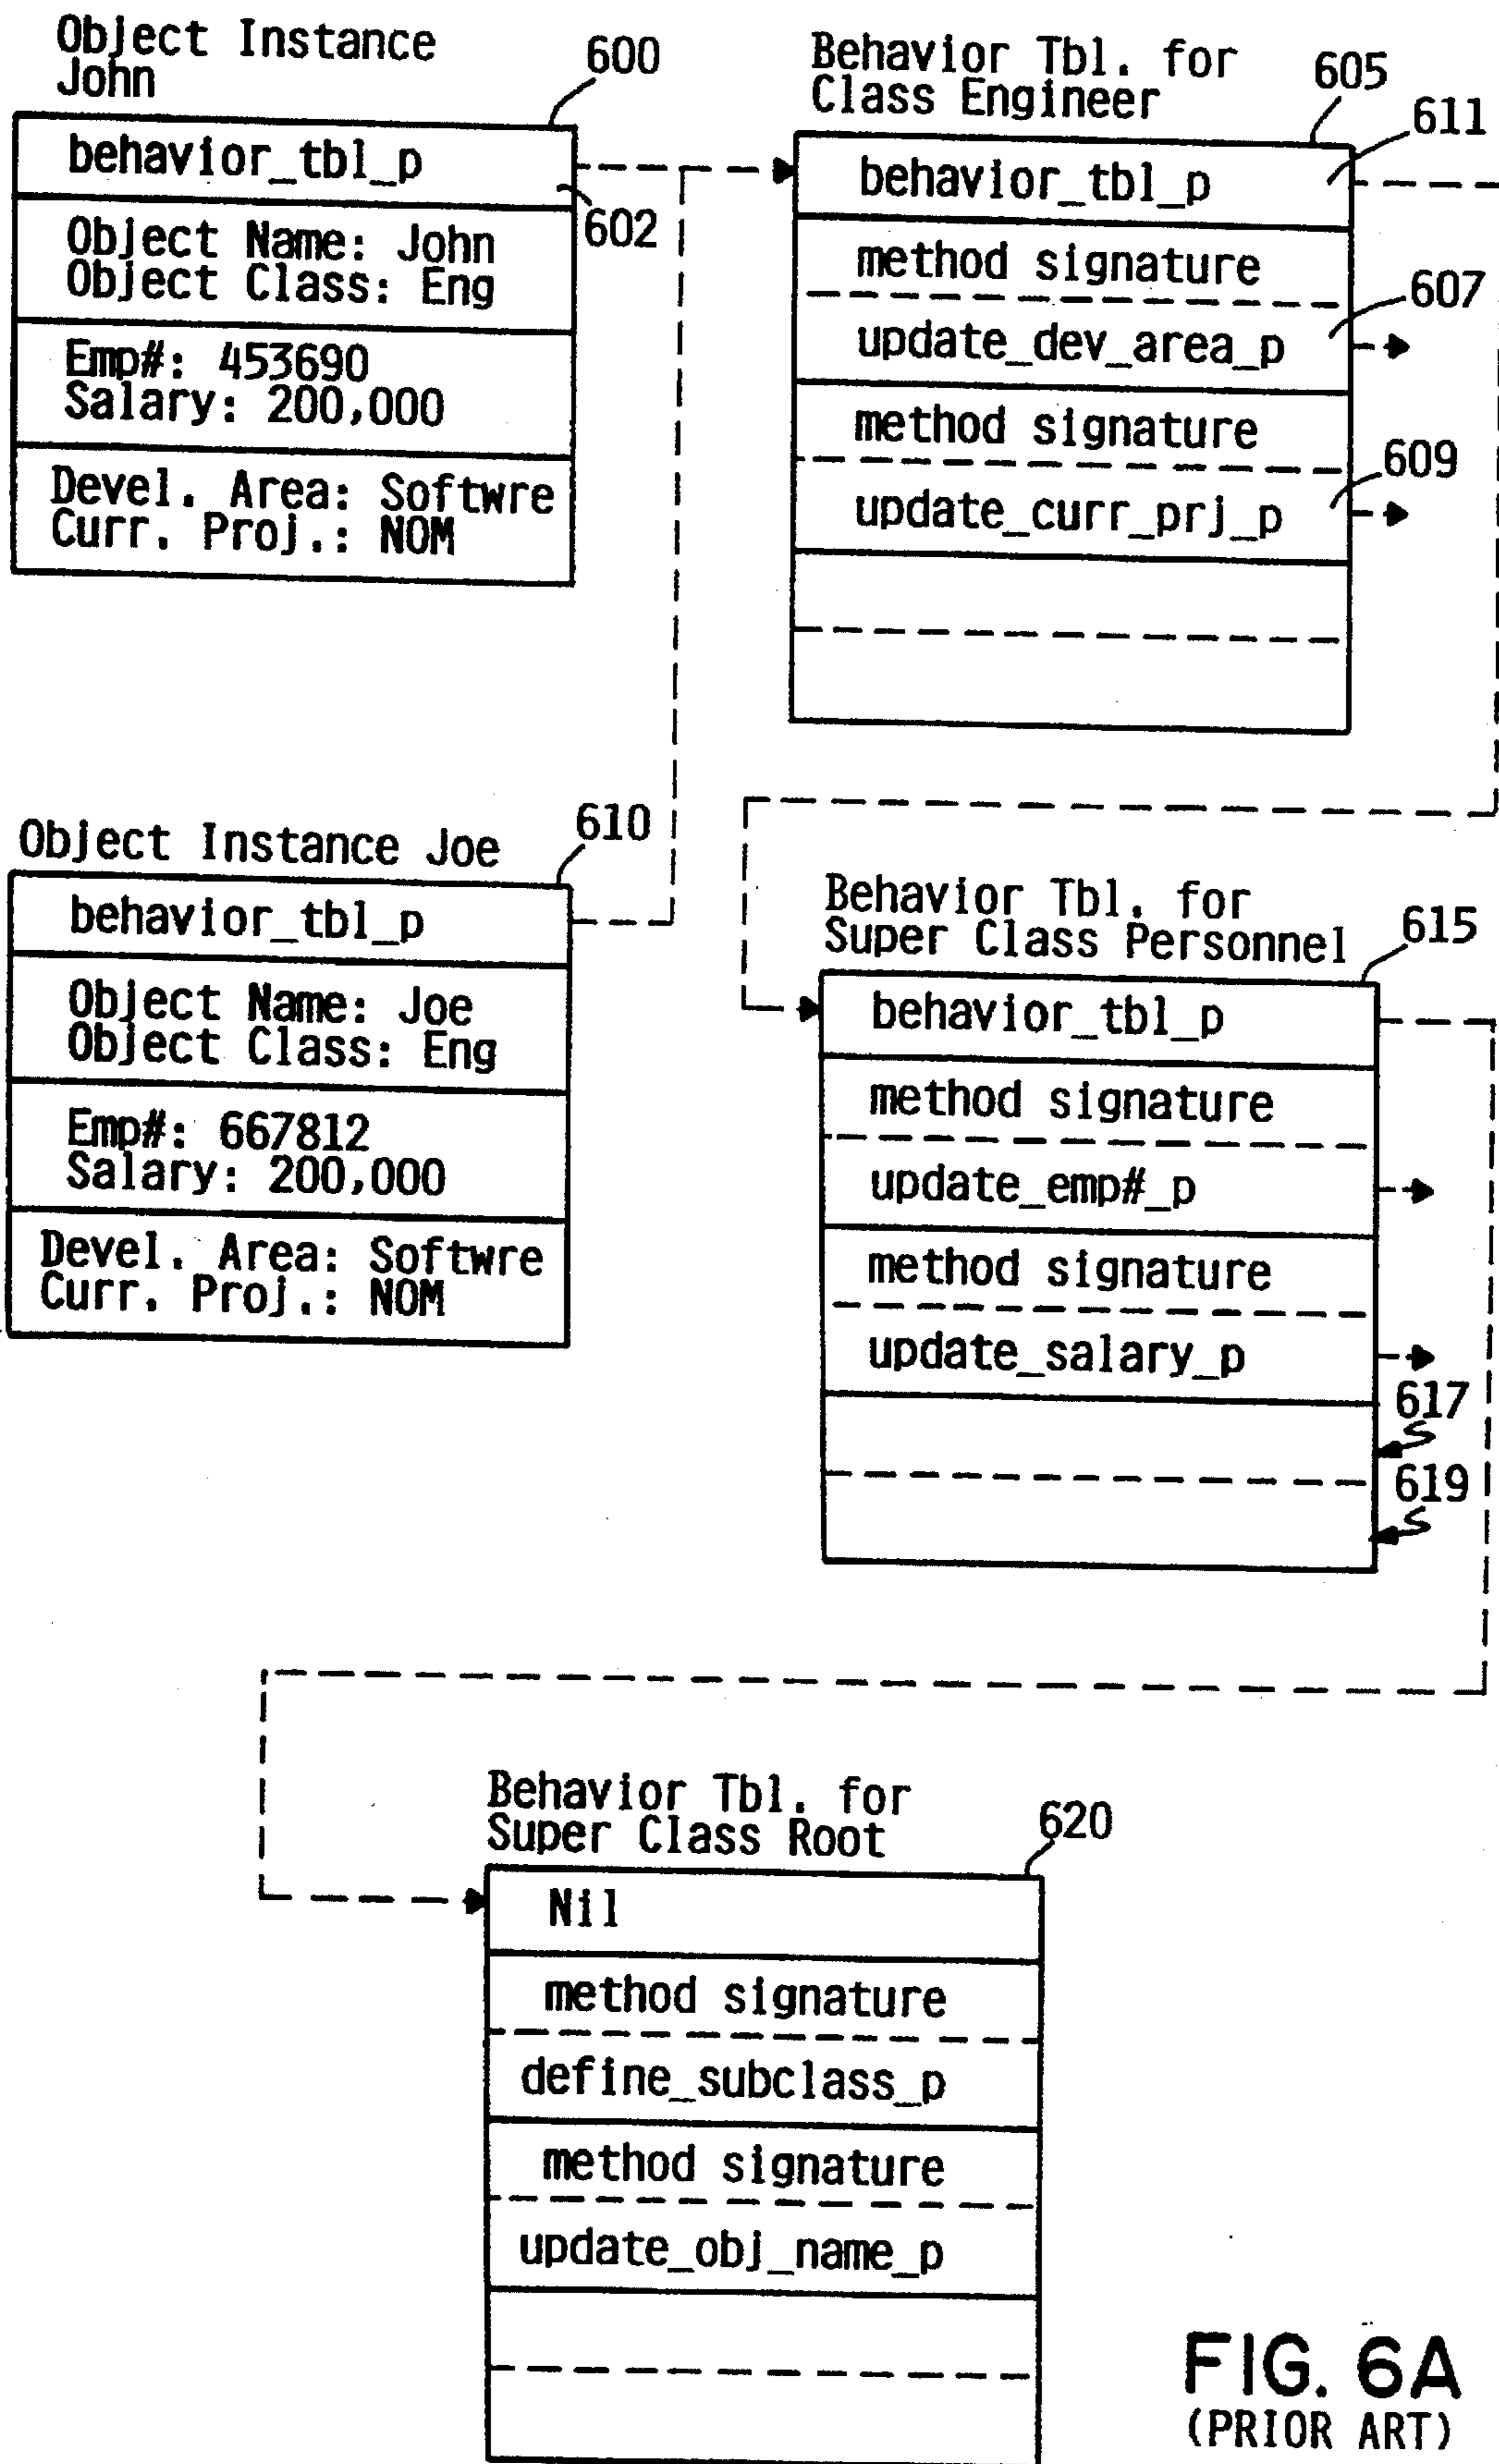 Object Instance
John
600
behavior_tbl_p
602
Object Name: John
Object Class: Eng
Emp#: 453690
Salary: 200,000
Devel. Area: Softwre
Curr. Proj.: NOM
Behavior Tbl. for
Class Engineer
605
611
behavior_tbl_p
method signature
607
update_dev_area_p
method signature
609
update_curr_prj_p
Object Instance Joe
610
behavior_tbl_p
Object Name: Joe
Object Class: Eng
Emp#: 667812
Salary: 200,000
Devel. Area: Softwre
Curr. Proj.: NOM
Behavior Tbl. for
Super Class Personnel
615
behavior_tbl_p
method signature
update_emp#_p
method signature
update_salary_p
617
619
Behavior Tbl. for
Super Class Root
620
Nil
method signature
define_subclass_p
method signature
update_obj_name_p
FIG. 6A
(PRIOR ART)